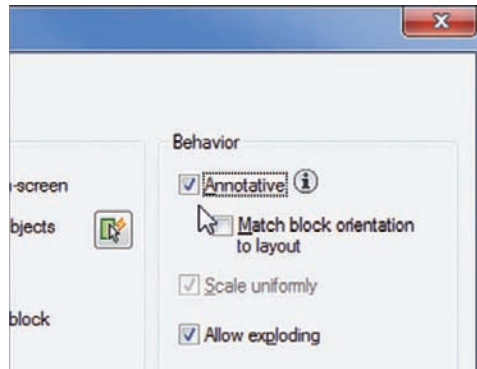 Behavior
-screen
Annotative
bjects
Match block orientation
to layout
Scale uniformly
block
Allow exploding